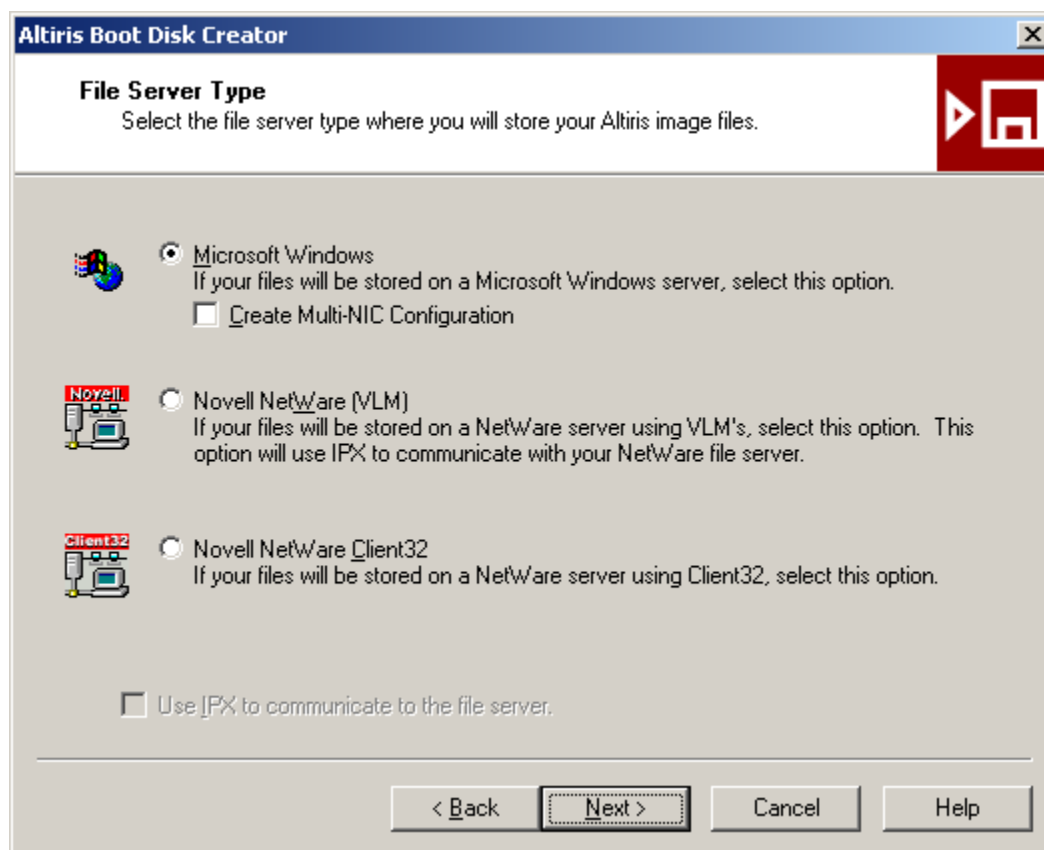 Altiris Boot Disk Creator
File Server Type
Select the file server type where you will store your Altiris image files.
Microsoft Windows
If your files will be stored on a Microsoft Windows server, select this option.
Create Multi-NIC Configuration
Novell.
Novell NetWare (VLM)
If your files will be stored on a NetWare server using VLM's, select this option. This
option will use IPX to communicate with your NetWare file server.
Client32
Novell NetWare Client32
If your files will be stored on a NetWare server using Client32, select this option.
Use IPX to communicate to the file server.
< Back Next > Cancel Help